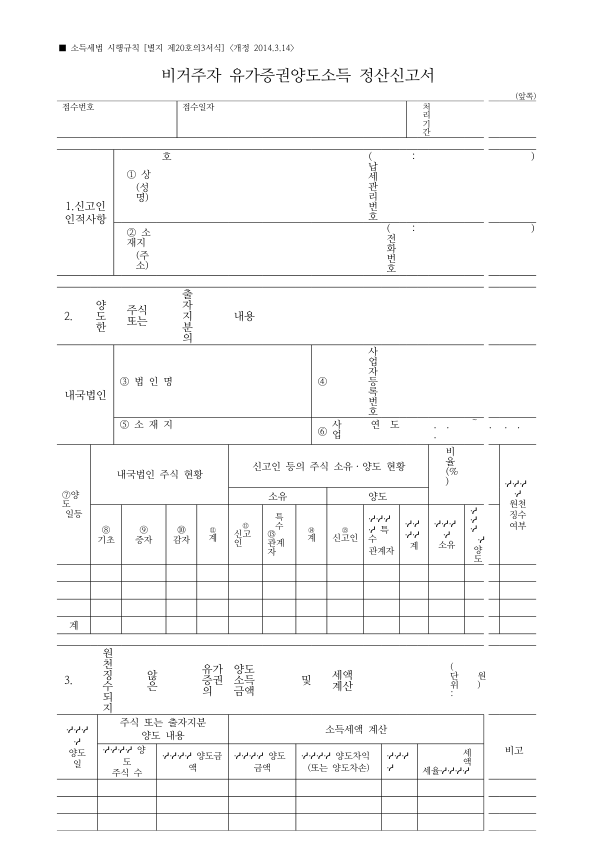 ■ 소득세법 시행규칙 [별지 제20호의3서식] <개정 2014.3.14>
비거주자 유가증권양도소득 정산신고서
(앞쪽)
접수번호 접수일자 처리기간
1.신고인 인적사항
① 상 호
(성명)
( : )
납세관리번호
② 소재지
(주소)
( : )
전화번호
2. 양도한 주식 또는 출자지분의 내용
내국법인
③ 법 인 명
④ 사업자등록번호
⑤ 소 재 지
⑥ 사업 연 도 . . ~ . . .
⑦양도일등
내국법인 주식 현황
신고인 등의 주식 소유·양도 현황
비율(%)
원천징수여부
소유 양도
⑧기초
⑨증자
⑩감자
⑪계
⑫신고인
특수⑬관계자
⑭계
⑮신고인
특수관계자
계
소유
양도
계
3. 원천징수되지 않은 유가증권의 양도소득금액 및 세액계산 (단위: 원)
양도일
주식 또는 출자지분 양도 내용
소득세액 계산
비고
양도 주식 수
양도금액
양도금액
양도차익
(또는 양도차손)
세율
세액